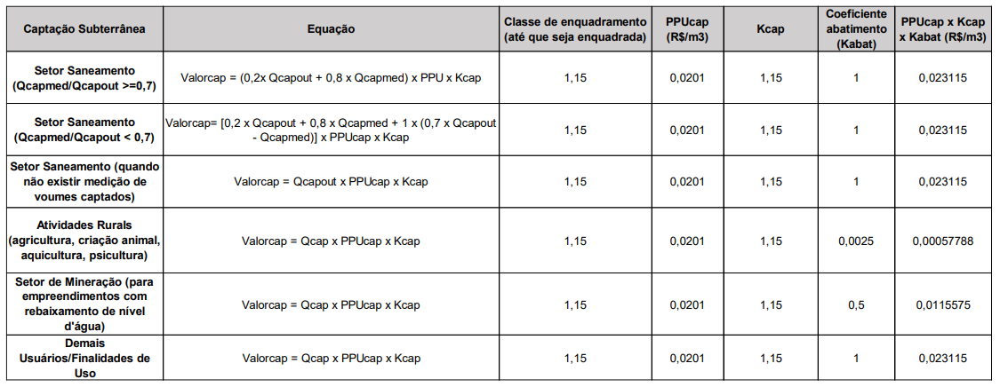 Captação Subterrânea
Equação
Classe de enquadramento
(até que seja enquadrada)
PPUcap
(R$/m3)
Kcap
Coeficiente
abatimento
(Kabat)
PPUcap x Kcap
x Kabat (R$/m3)
Setor Saneamento
(Qcapmed/Qcapout >=0,7)
Valorcap = (0,2x Qcapout + 0,8 x Qcapmed) x PPU x Kcap
1,15
0,0201
1,15
1
0,023115
Setor Saneamento
(Qcapmed/Qcapout < 0,7)
Valorcap= [0,2 x Qcapout + 0,8 x Qcapmed + 1 x (0,7 x Qcapout
- Qcapmed)] x PPUcap x Kcap
1,15
0,0201
1,15
1
0,023115
Setor Saneamento (quando
não existir medição de
voumes captados)
Valorcap = Qcapout x PPUcap x Kcap
1,15
0,0201
1,15
1
0,023115
Atividades Rurals
(agricultura, criação animal,
aquicultura, psicultura)
Valorcap = Qcap x PPUcap x Kcap
1,15
0,0201
1,15
0,0025
0,00057788
Setor de Mineração (para
empreendimentos com
rebaixamento de nível
d'água)
Valorcap = Qcap x PPUcap x Kcap
1,15
0,0201
1,15
0,5
0,0115575
Demais
Usuários/Finalidades de
Uso
Valorcap = Qcap x PPUcap x Kcap
1,15
0,0201
1,15
1
0,023115